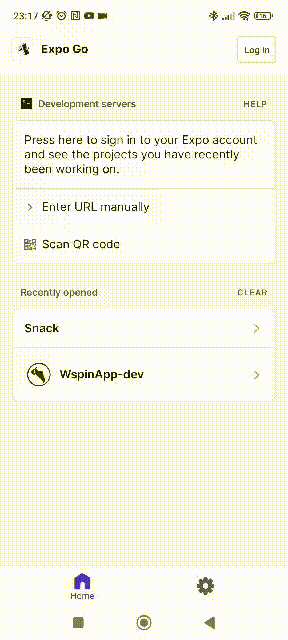 23:17
16
Expo Go
Log In
Development servers
HELP
Press here to sign in to your Expo account
and see the projects you have recently
been working on.
Enter URL manually
Scan QR code
Recently opened
CLEAR
Snack
WspinApp-dev
Home